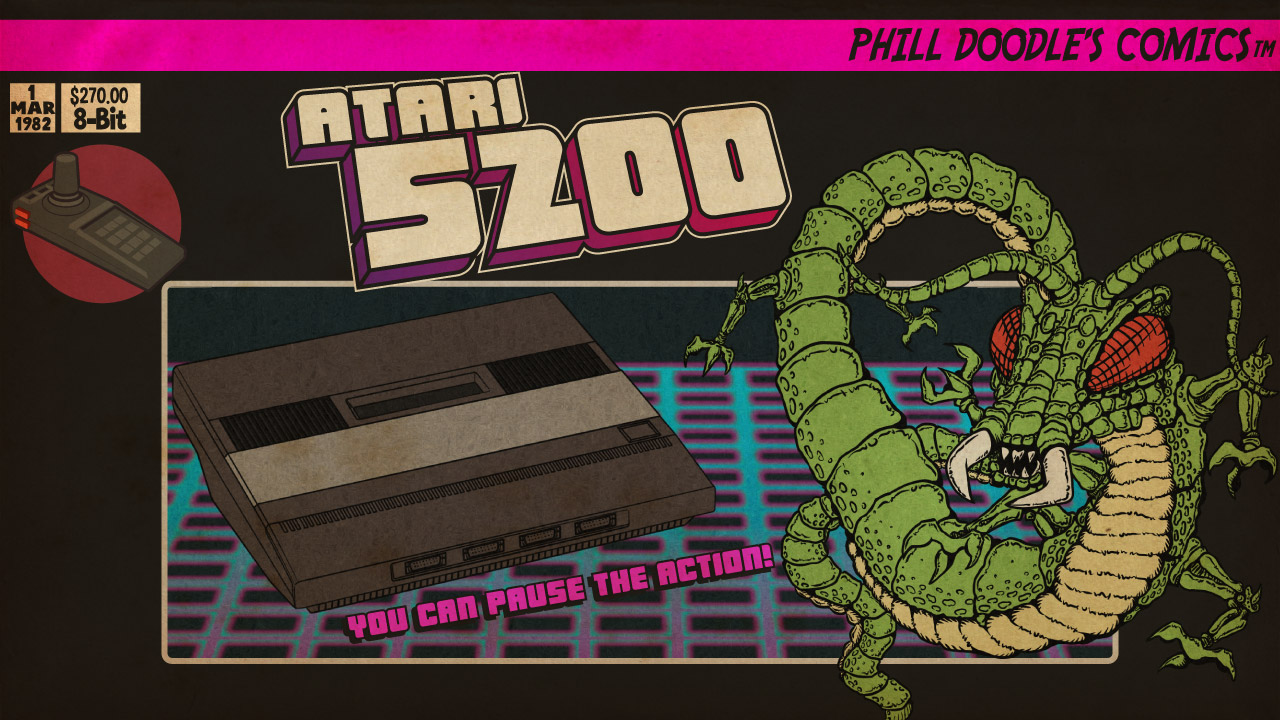 PHILL DOODLE'S COMICS™
1
MAR
1982
$270.00
8-Bit
ATARI
5200
YOU CAN PAUSE THE ACTION!